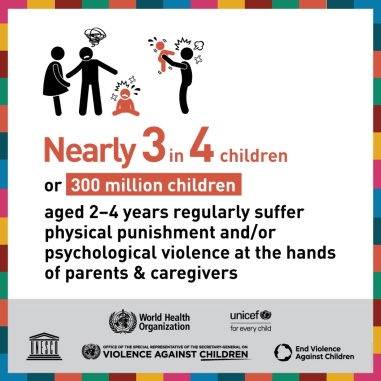 Nearly 3 in 4 children
or 300 million children
aged 2–4 years regularly suffer
physical punishment and/or
psychological violence at the hands
of parents & caregivers
World Health
Organization
unicef
for every child
UNESCO
OFFICE OF THE SPECIAL REPRESENTATIVE OF THE SECRETARY-GENERAL ON
VIOLENCE AGAINST CHILDREN
End Violence
Against Children